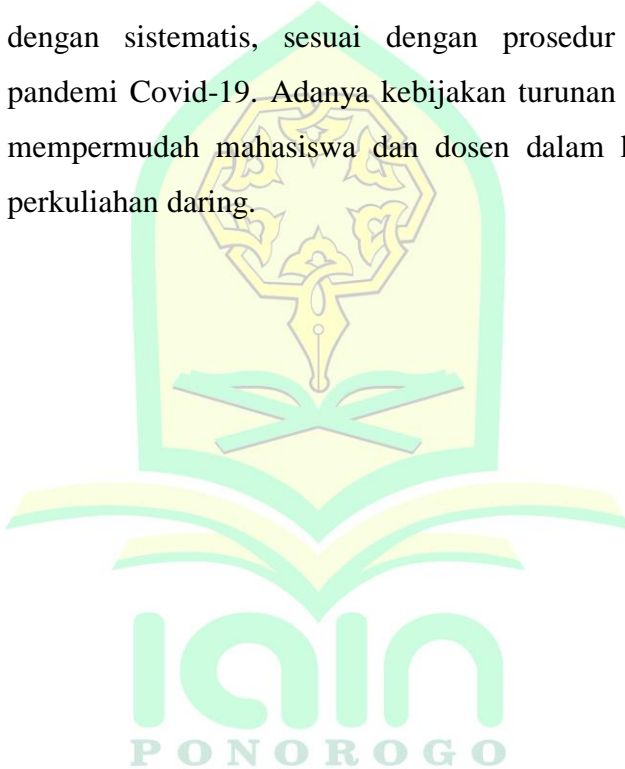 dengan sistematis, sesuai dengan prosedur
pandemi Covid-19. Adanya kebijakan turunan
mempermudah mahasiswa dan dosen dalam
perkuliahan daring.
iain
PONOROGO